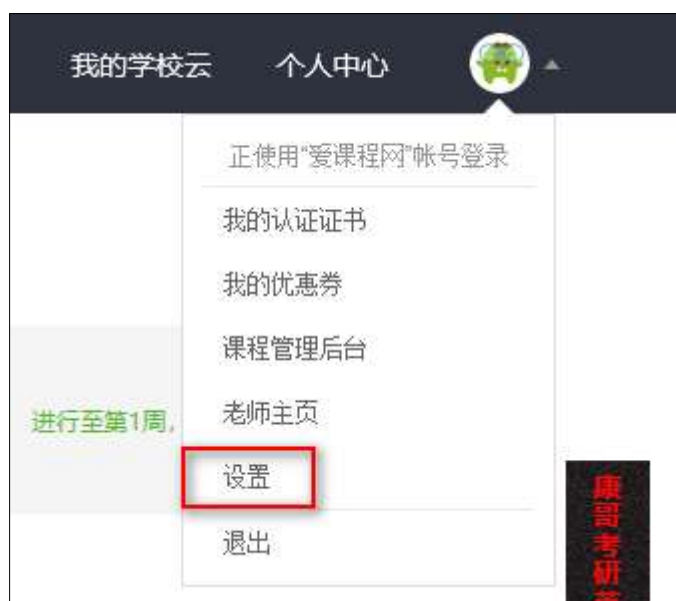 我的学校云 个人中心
正使用“爱课程网”帐号登录
我的认证证书
我的优惠券
课程管理后台
老师主页
进行至第1周,
设置
退出
康哥考研英